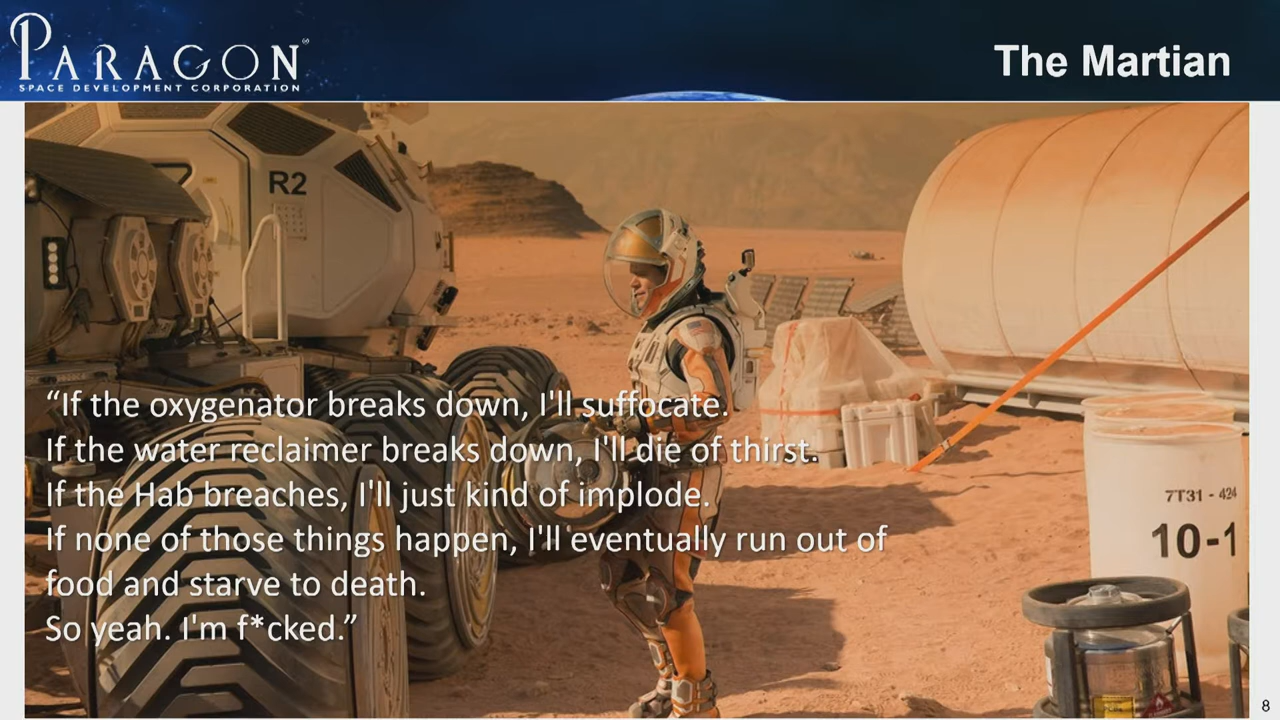 PARAGON
SPACE DEVELOPMENT CORPORATION
The Martian
R2
“If the oxygenator breaks down, I'll suffocate.
If the water reclaimer breaks down, I'll die of thirst.
If the Hab breaches, I'll just kind of implode.
If none of those things happen, I'll eventually run out of
food and starve to death.
So yeah. I'm f*cked.”
7T31 - 424
10-1
8